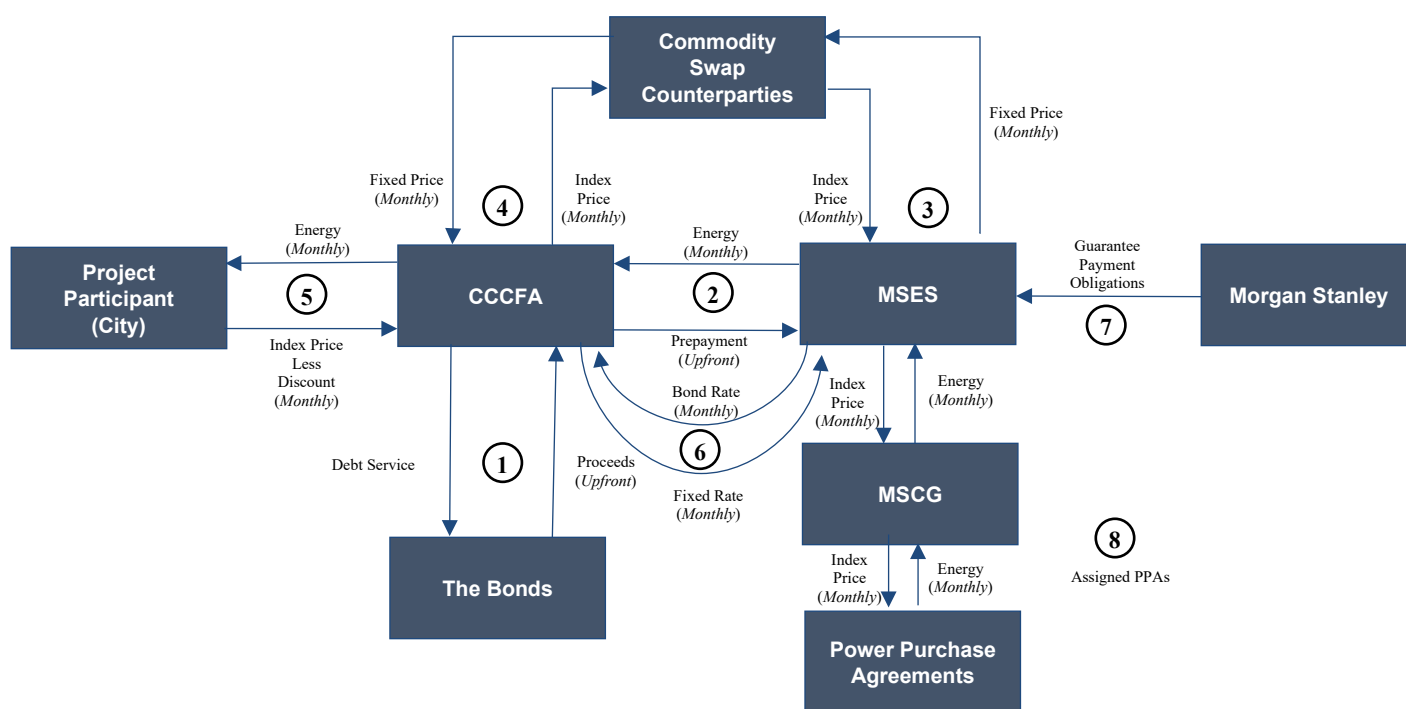 Commodity
Swap
Counterparties
Fixed Price
(Monthly)
Fixed Price
(Monthly)
4
Index
Price
(Monthly)
Index
Price
(Monthly)
3
Energy
(Monthly)
Energy
(Monthly)
Guarantee
Payment
Obligations
Project
Participant
(City)
5
CCCFA
2
MSES
Morgan Stanley
7
Index Price
Less
Discount
(Monthly)
Prepayment
(Upfront)
Bond Rate
(Monthly)
Index
Price
(Monthly)
Energy
(Monthly)
Debt Service
1
Proceeds
(Upfront)
6
Fixed Rate
(Monthly)
MSCG
8
Assigned PPAs
The Bonds
Index
Price
(Monthly)
Energy
(Monthly)
Power Purchase
Agreements